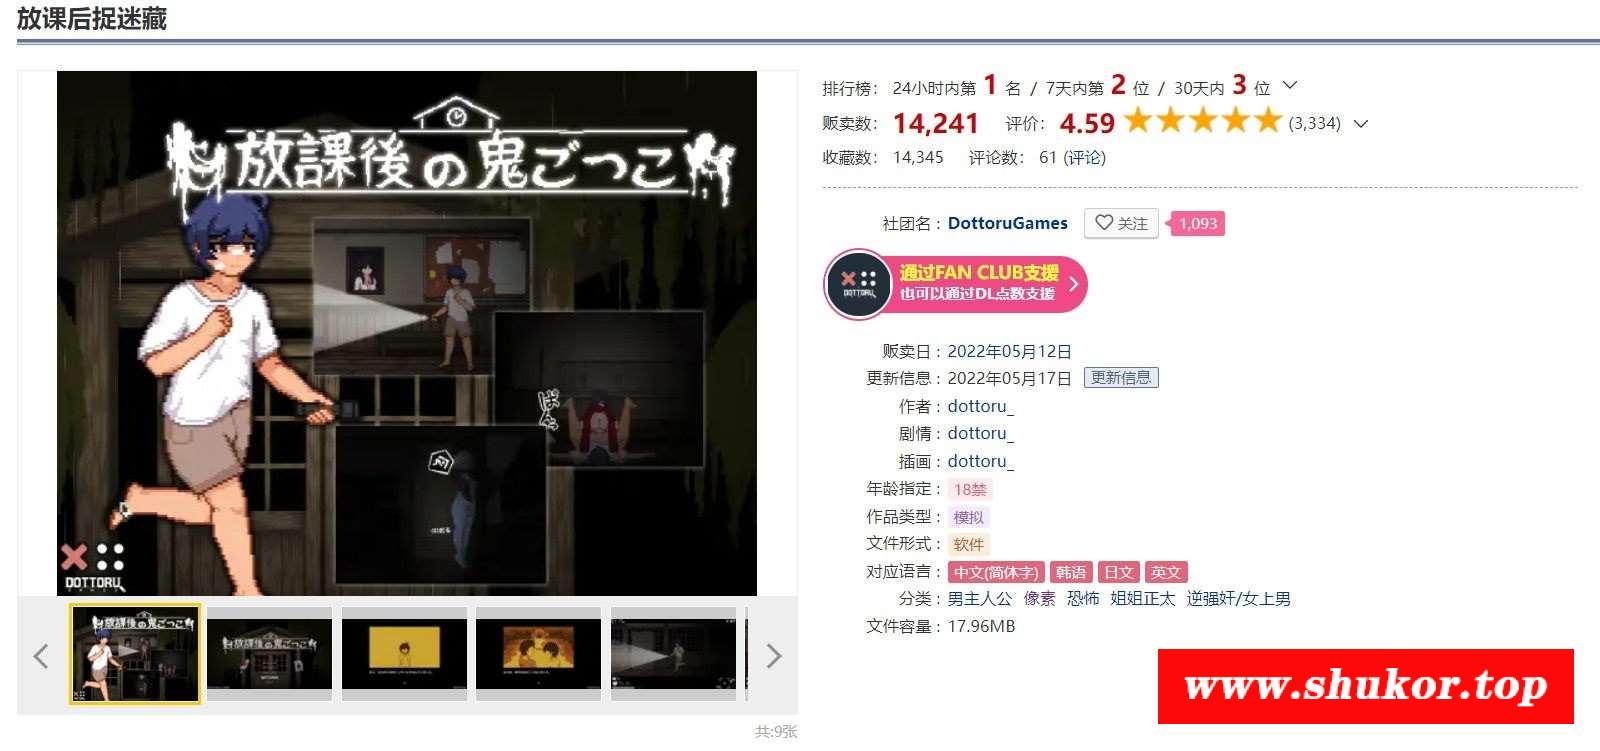 放课后捉迷藏
放課後の鬼ごっこ
DOTTORU
共:9张
排行榜: 24小时内第 1 名 / 7天内第 2 位 / 30天内 3 位
贩卖数: 14,241 评价: 4.59 (3,334)
收藏数: 14,345 评论数: 61 (评论)
社团名: DottoruGames 关注 1,093
DOTTORU
通过FAN CLUB支援
也可以通过DL点数支援
贩卖日: 2022年05月12日
更新信息: 2022年05月17日 更新信息
作者: dottoru_
剧情: dottoru_
插画: dottoru_
年龄指定: 18禁
作品类型: 模拟
文件形式: 软件
对应语言: 中文(简体字) 韩语 日文 英文
分类: 男主人公 像素 恐怖 姐姐正太 逆强奸/女上男
文件容量: 17.96MB
www.shukor.top